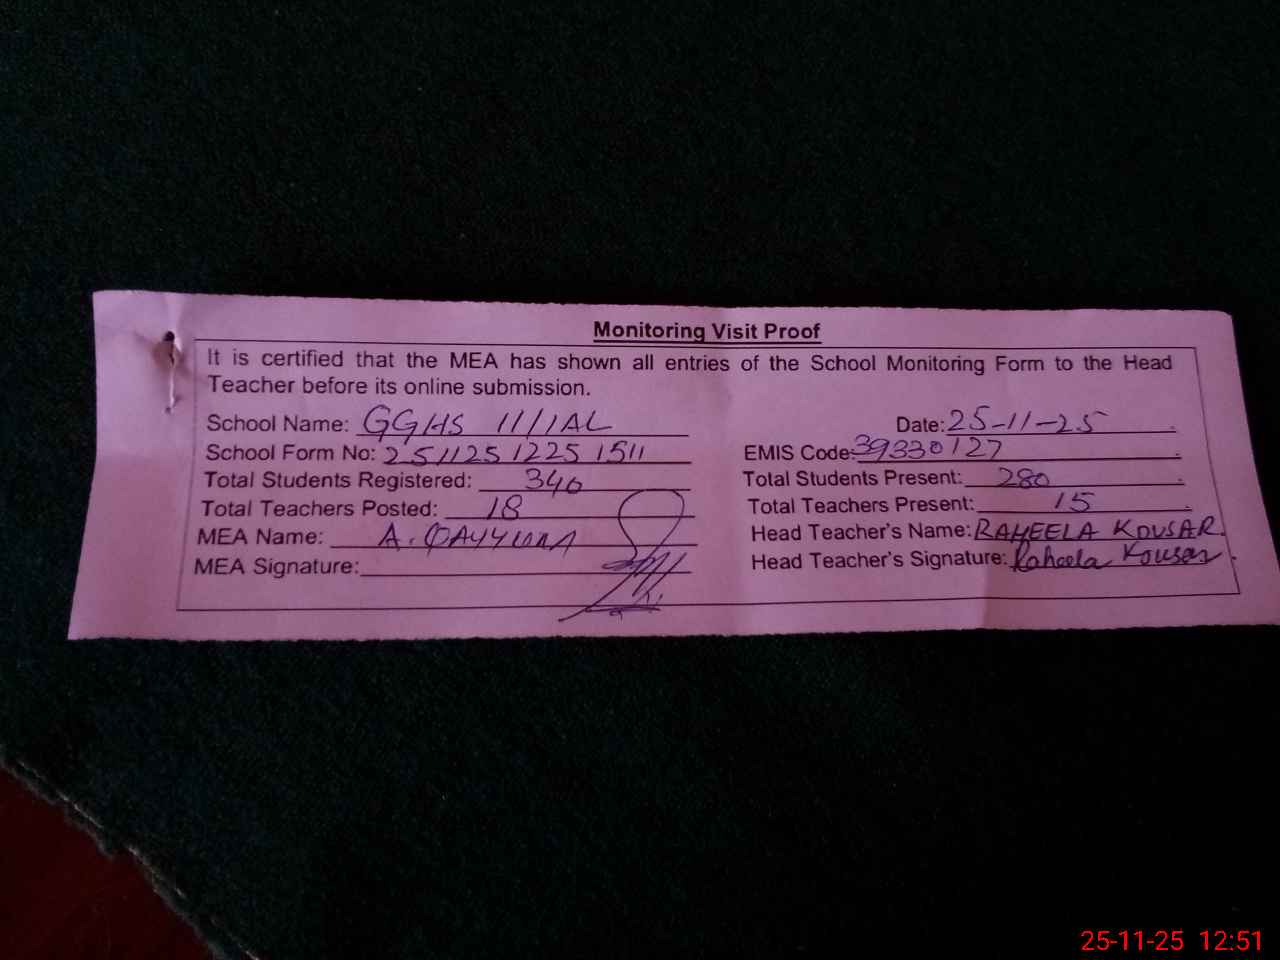 Monitoring Visit Proof
It is certified that the MEA has shown all entries of the School Monitoring Form to the Head
Teacher before its online submission.
School Name: GGHS 11/1AL Date: 25-11-25
School Form No: 251125 1225 1511 EMIS Code: 39330127
Total Students Registered: 340 Total Students Present: 280
Total Teachers Posted: 18 Total Teachers Present: 15
MEA Name: A. QAYYUM Head Teacher's Name: RAHEELA KOUSAR
MEA Signature: Head Teacher's Signature: Raheela Kousar
25-11-25 12:51